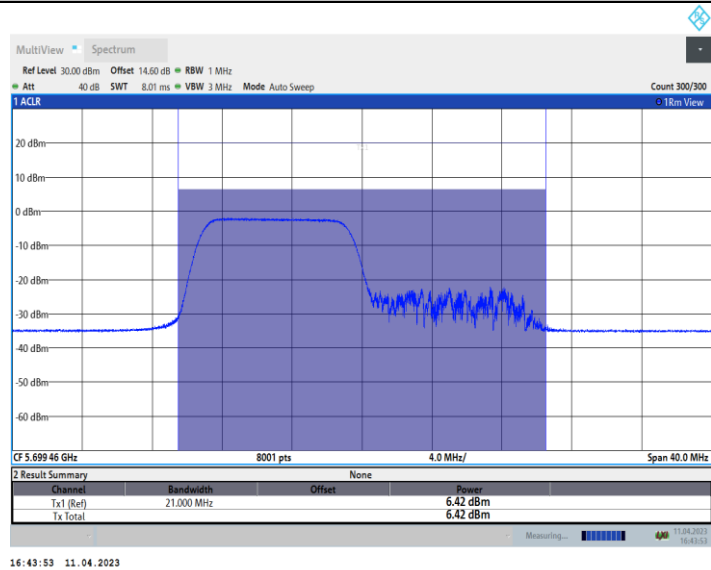 MultiView Spectrum
Ref Level 30.00 dBm Offset 14.60 dB RBW 1 MHz
Att 40 dB SWT 8.01 ms VBW 3 MHz Mode Auto Sweep Count 300/300
1 ACLR 1Rm View
20 dBm
10 dBm
0 dBm
-10 dBm
-20 dBm
-30 dBm
-40 dBm
-50 dBm
-60 dBm
CF 5.699 46 GHz 8001 pts 4.0 MHz/ Span 40.0 MHz
2 Result Summary None
Channel Bandwidth Offset Power
Tx1 (Ref) 21.000 MHz 6.42 dBm
Tx Total 6.42 dBm
Measuring... 11.04.2023
16:43:53
16:43:53 11.04.2023